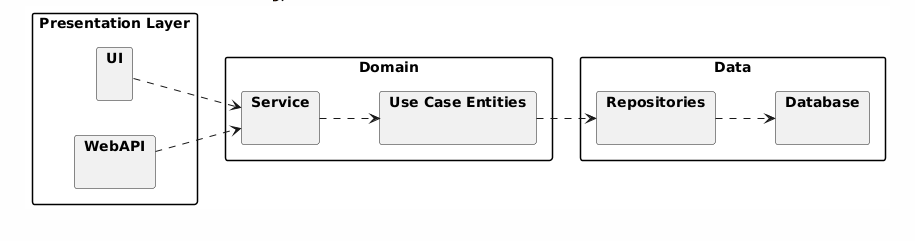 Presentation Layer
UI
WebAPI
Domain
Service
Use Case Entities
Data
Repositories
Database